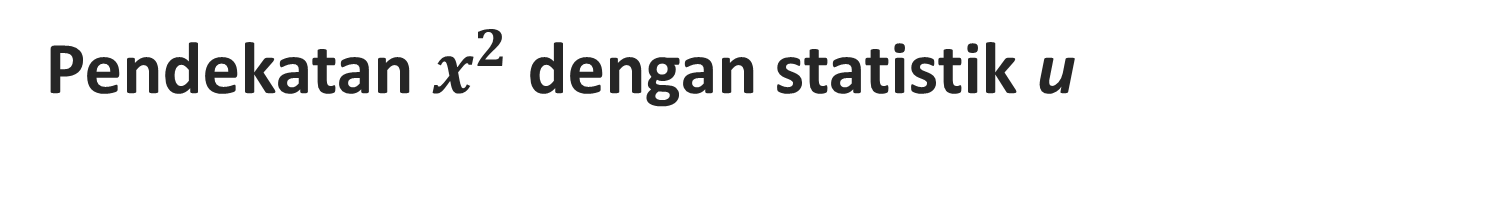 Pendekatan x² dengan statistik u